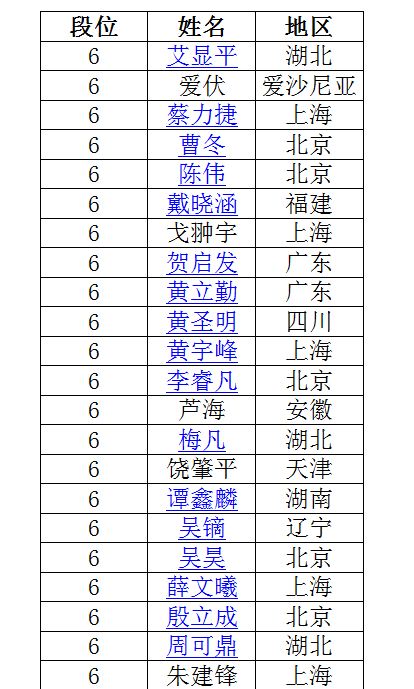 段位 姓名 地区
6 艾显平 湖北
6 爱伏 爱沙尼亚
6 蔡力捷 上海
6 曹冬 北京
6 陈伟 北京
6 戴晓涵 福建
6 戈翀宇 上海
6 贺启发 广东
6 黄立勤 广东
6 黄圣明 四川
6 黄宇峰 上海
6 李睿凡 北京
6 芦海 安徽
6 梅凡 湖北
6 饶肇平 天津
6 谭鑫麟 湖南
6 吴镝 辽宁
6 吴昊 北京
6 薛文曦 上海
6 殷立成 北京
6 周可鼎 湖北
6 朱建锋 上海